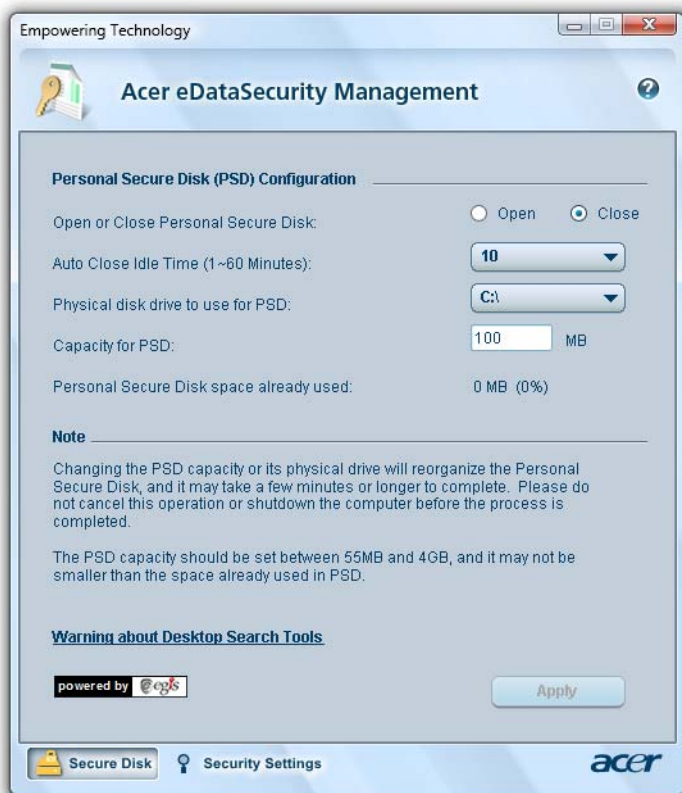 Empowering Technology
Acer eDataSecurity Management
?
Personal Secure Disk (PSD) Configuration
Open or Close Personal Secure Disk: Open Close
Auto Close Idle Time (1~60 Minutes): 10
Physical disk drive to use for PSD: C:\
Capacity for PSD: 100 MB
Personal Secure Disk space already used: 0 MB (0%)
Note
Changing the PSD capacity or its physical drive will reorganize the Personal
Secure Disk, and it may take a few minutes or longer to complete. Please do
not cancel this operation or shutdown the computer before the process is
completed.
The PSD capacity should be set between 55MB and 4GB, and it may not be
smaller than the space already used in PSD.
Warning about Desktop Search Tools
powered by egis
Apply
Secure Disk Security Settings acer